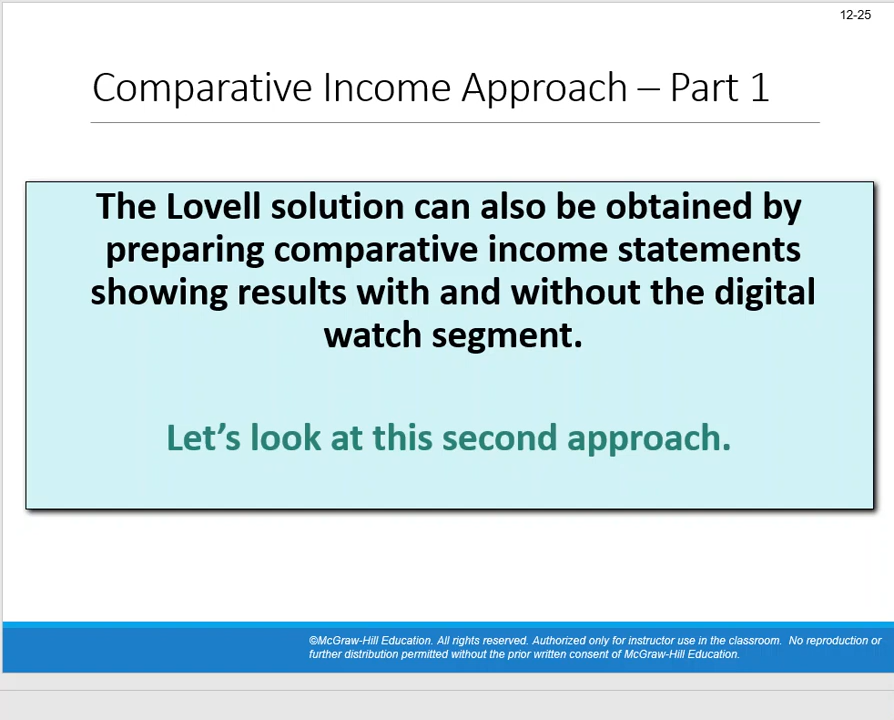 12-25
Comparative Income Approach – Part 1
The Lovell solution can also be obtained by
preparing comparative income statements
showing results with and without the digital
watch segment.
Let’s look at this second approach.
©McGraw-Hill Education. All rights reserved. Authorized only for instructor use in the classroom. No reproduction or
further distribution permitted without the prior written consent of McGraw-Hill Education.